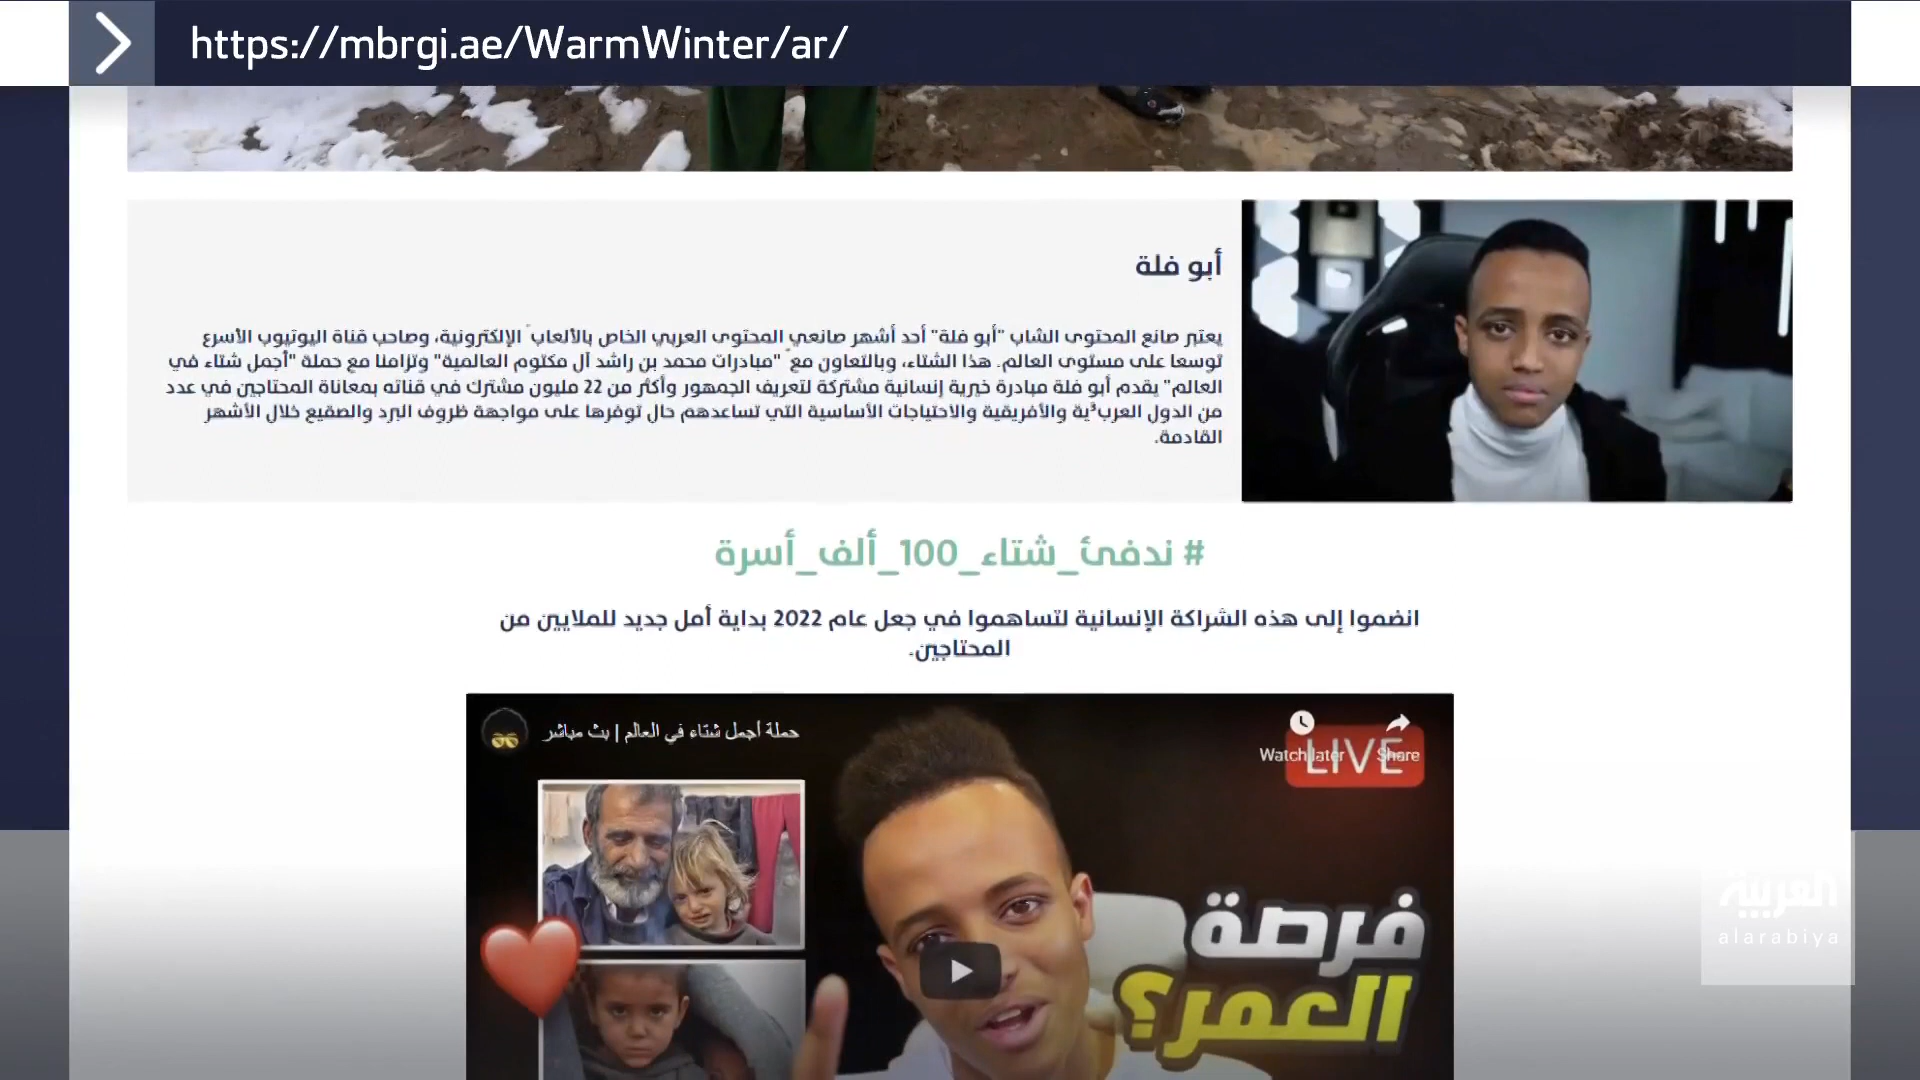 https://mbrgi.ae/WarmWinter/ar/
أبو فلة
يعتبر صانع المحتوى الشاب "أبو فلة" أحد أشهر صانعي المحتوى العربي الخاص بالألعاب الإلكترونية، وصاحب قناة اليوتيوب الأسرع
توسعا على مستوى العالم. هذا الشتاء، وبالتعاون مع "مبادرات محمد بن راشد آل مكتوم العالمية" وتزامنا مع حملة "أجمل شتاء في
العالم" يقدم أبو فلة مبادرة خيرية إنسانية مشتركة لتعريف الجمهور وأكثر من 22 مليون مشترك في قناته بمعاناة المحتاجين في عدد
من الدول العربية والأفريقية والاحتياجات الأساسية التي تساعدهم حال توفرها على مواجهة ظروف البرد والصقيع خلال الأشهر
القادمة.
# ندفئ_شتاء_100_ألف_أسرة
انضموا إلى هذه الشراكة الإنسانية لتساهموا في جعل عام 2022 بداية أمل جديد للملايين من
المحتاجين.
حملة أجمل شتاء في العالم | بث مباشر
Watch later
Share
LIVE
فرصة
العمر؟
العربية
alarabiya